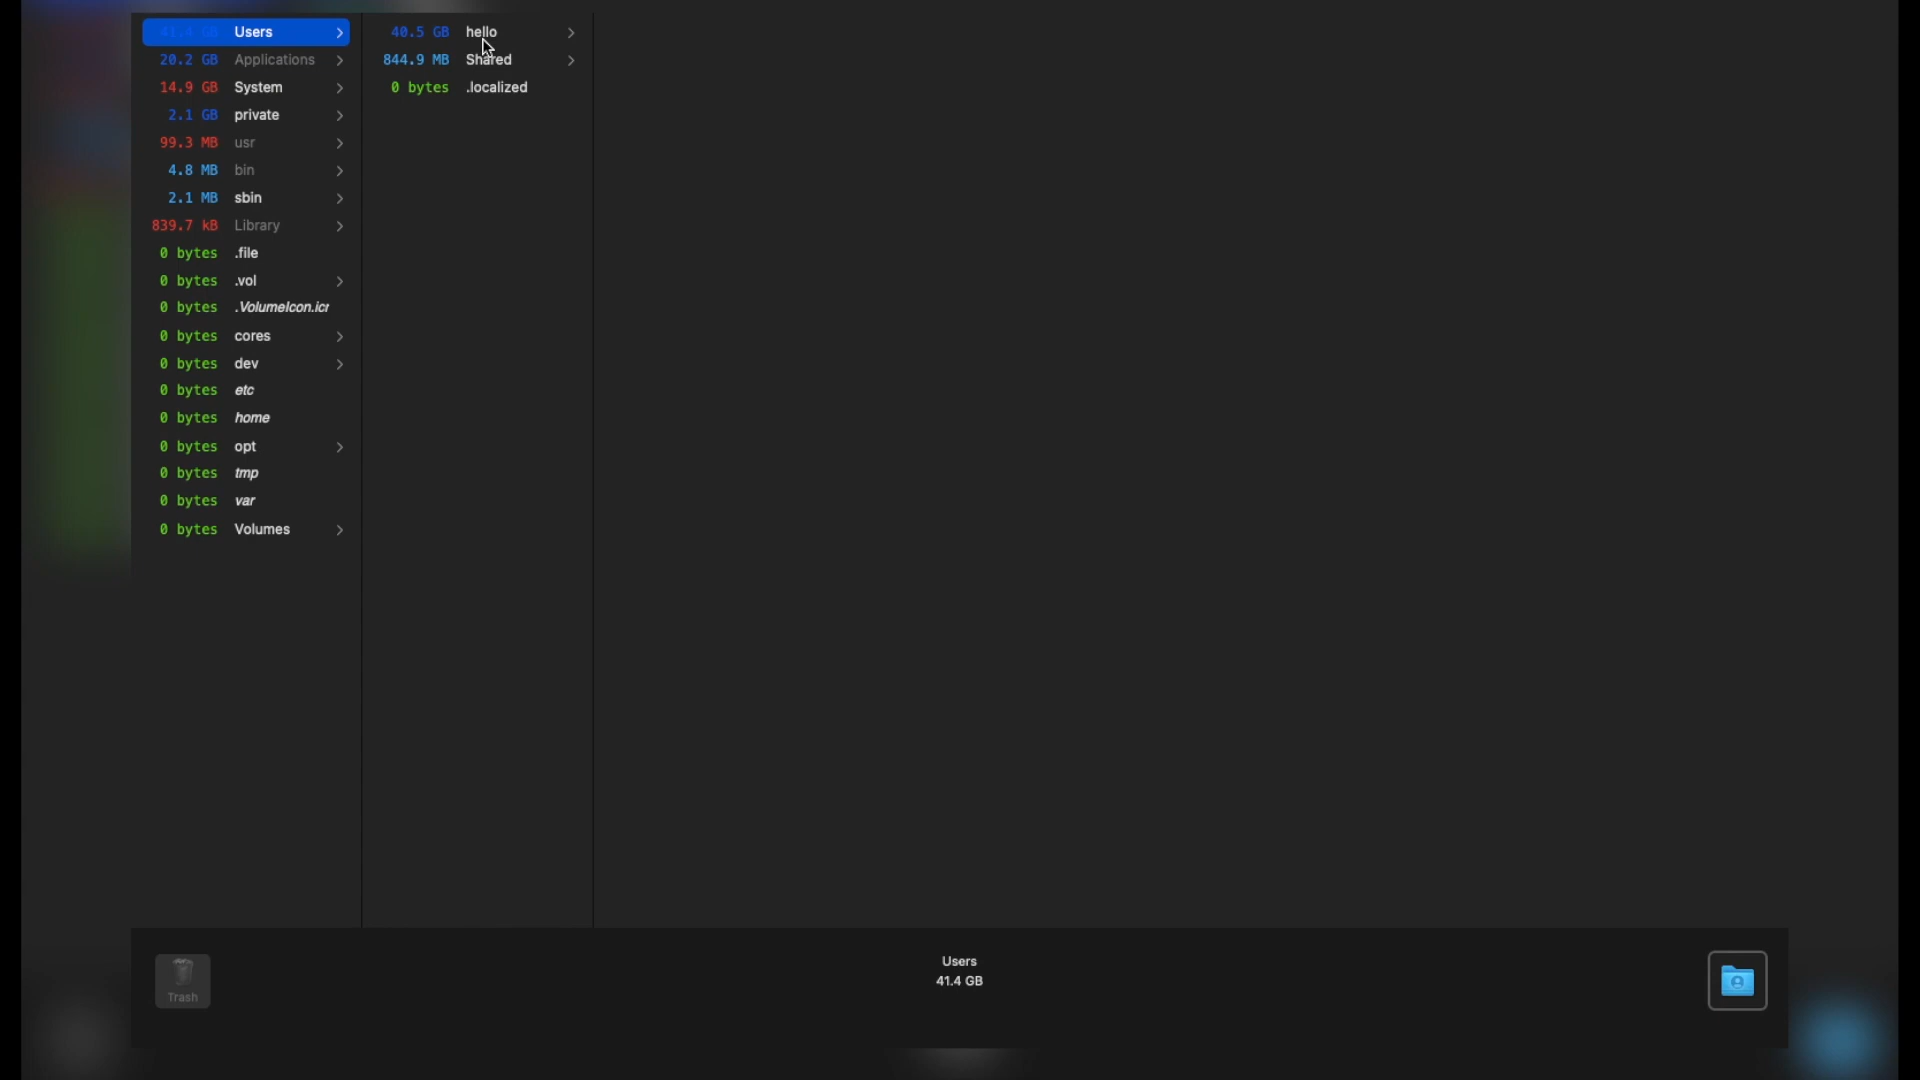 41.4 GB Users
20.2 GB Applications
14.9 GB System
2.1 GB private
99.3 MB usr
4.8 MB bin
2.1 MB sbin
839.7 kB Library
0 bytes .file
0 bytes .vol
0 bytes .VolumeIcon.icr
0 bytes cores
0 bytes dev
0 bytes etc
0 bytes home
0 bytes opt
0 bytes tmp
0 bytes var
0 bytes Volumes
40.5 GB hello
844.9 MB Shared
0 bytes .localized
Trash
Users
41.4 GB